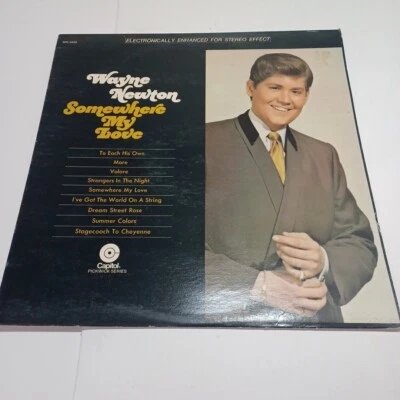 ELECTRONICALLY ENHANCED FOR STEREO EFFECT
Wayne
Newton
Somewhere
My
Love
To Each His Own
More
Volare
Strangers In The Night
Somewhere My Love
I've Got The World On A String
Dream Street Rose
Summer Colors
Stagecoach To Cheyenne
Capitol
PICKWICK SERIES